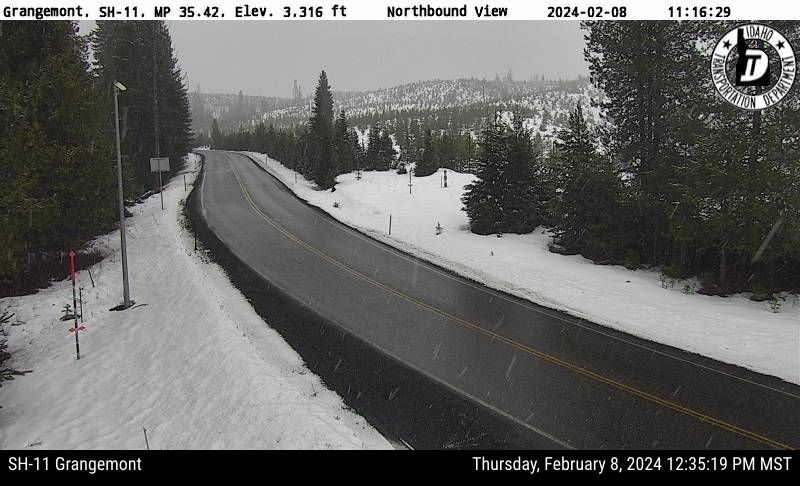 Grangemont, SH-11, MP 35.42, Elev. 3,316 ft Northbound View 2024-02-08 11:16:29
IDAHO
TRANSPORTATION DEPARTMENT
SH-11 Grangemont Thursday, February 8, 2024 12:35:19 PM MST